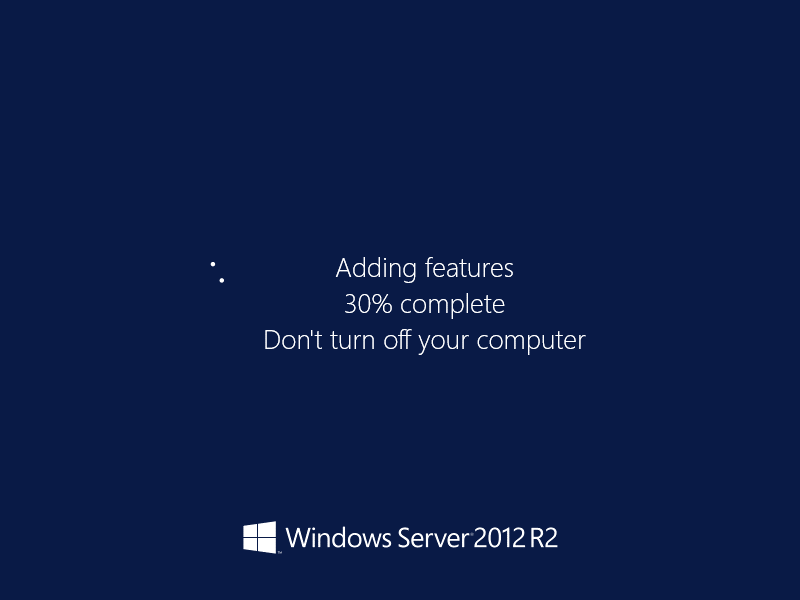 Adding features
30% complete
Don't turn off your computer
Windows Server 2012 R2